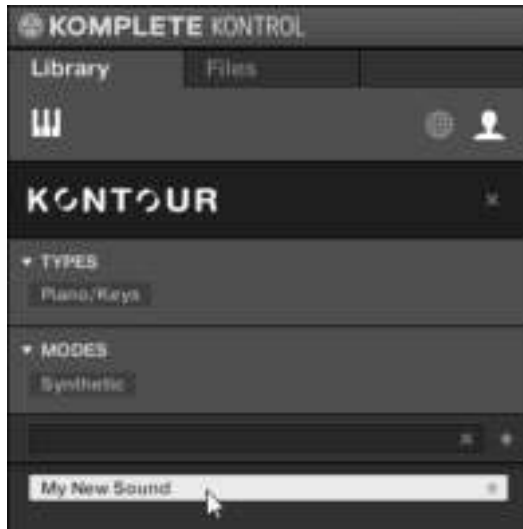 KOMPLETE KONTROL
Library Files
KONTOUR
TYPES
Piano/Keys
MODES
Synthetic
My New Sound